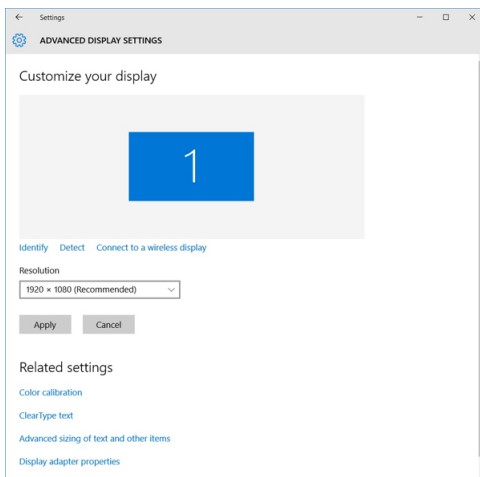 Settings
ADVANCED DISPLAY SETTINGS
Customize your display
1
Identify Detect Connect to a wireless display
Resolution
1920 × 1080 (Recommended)
Apply Cancel
Related settings
Color calibration
ClearType text
Advanced sizing of text and other items
Display adapter properties